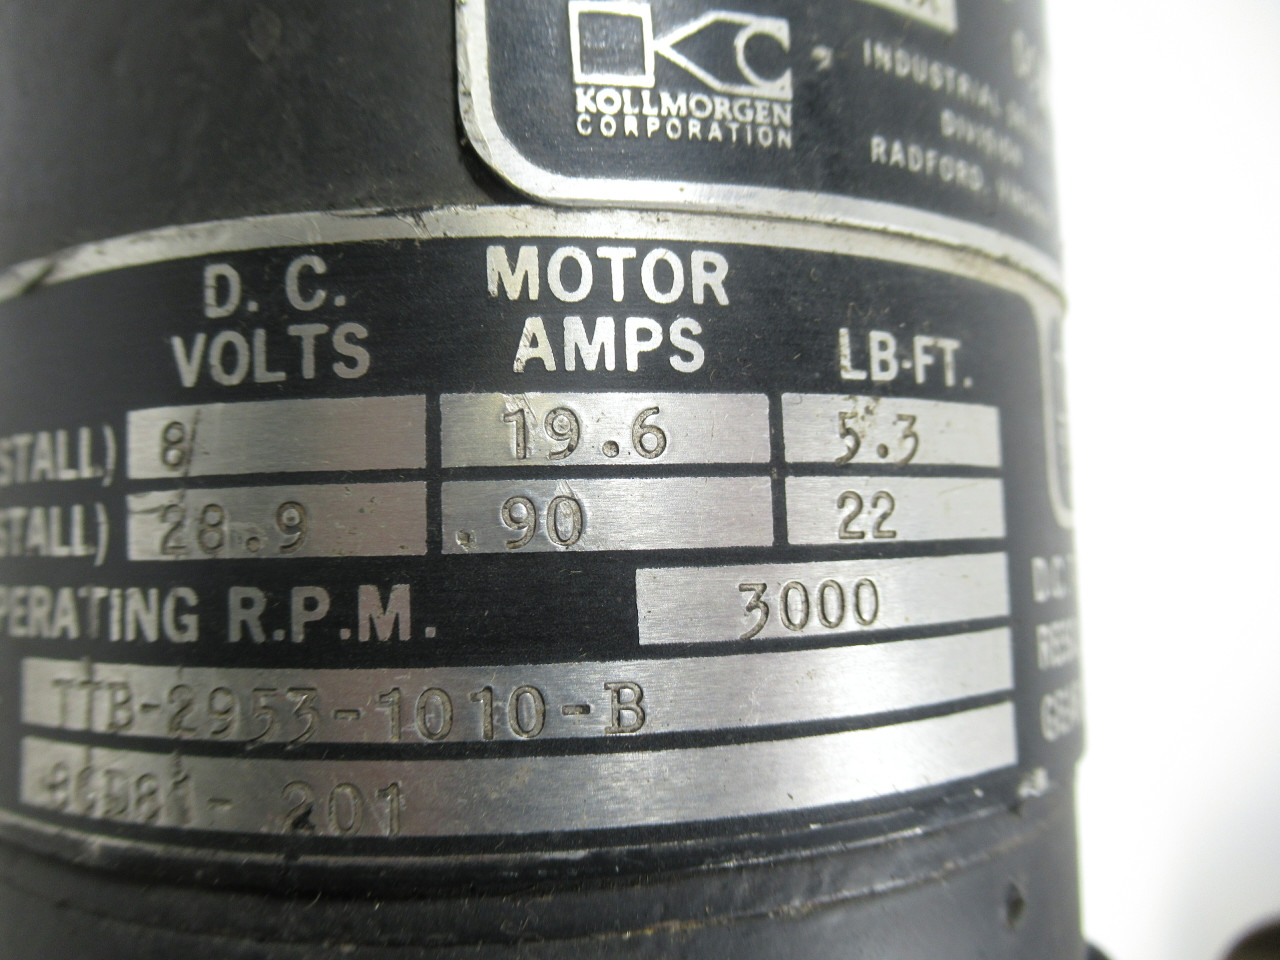 KOLLMORGEN
CORPORATION
INDUSTRIAL
DIVISION
RADFORD,
D. C.
VOLTS
MOTOR
AMPS
LB-FT.
STALL) 8 19.6 5.3
STALL) 28.9 .90 22
PERATING R.P.M. 3000
TTB-2953-1010-B
201